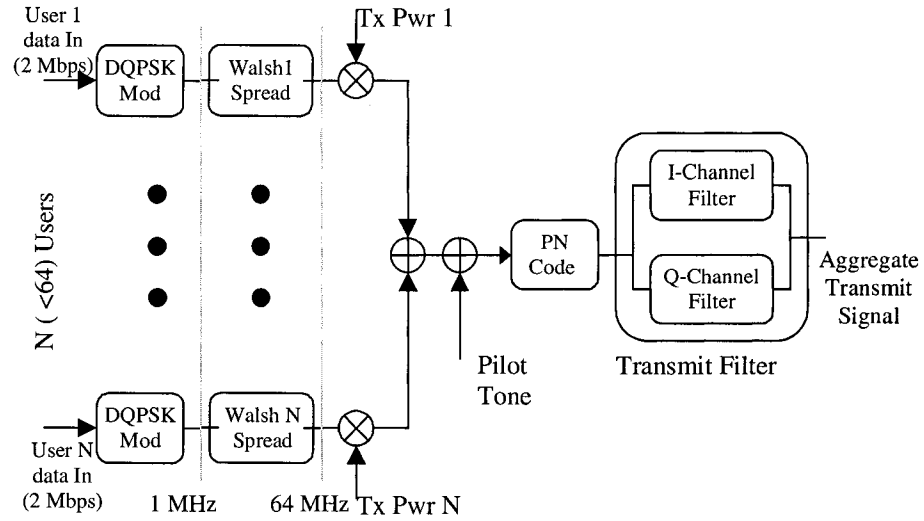 User 1
data In
(2 Mbps)
DQPSK
Mod
Walsh1
Spread
Tx Pwr 1
N ( <64) Users
I-Channel
Filter
PN
Code
Q-Channel
Filter
Aggregate
Transmit
Signal
Pilot
Tone
Transmit Filter
DQPSK
Mod
Walsh N
Spread
User N
data In
(2 Mbps)
1 MHz
64 MHz
Tx Pwr N